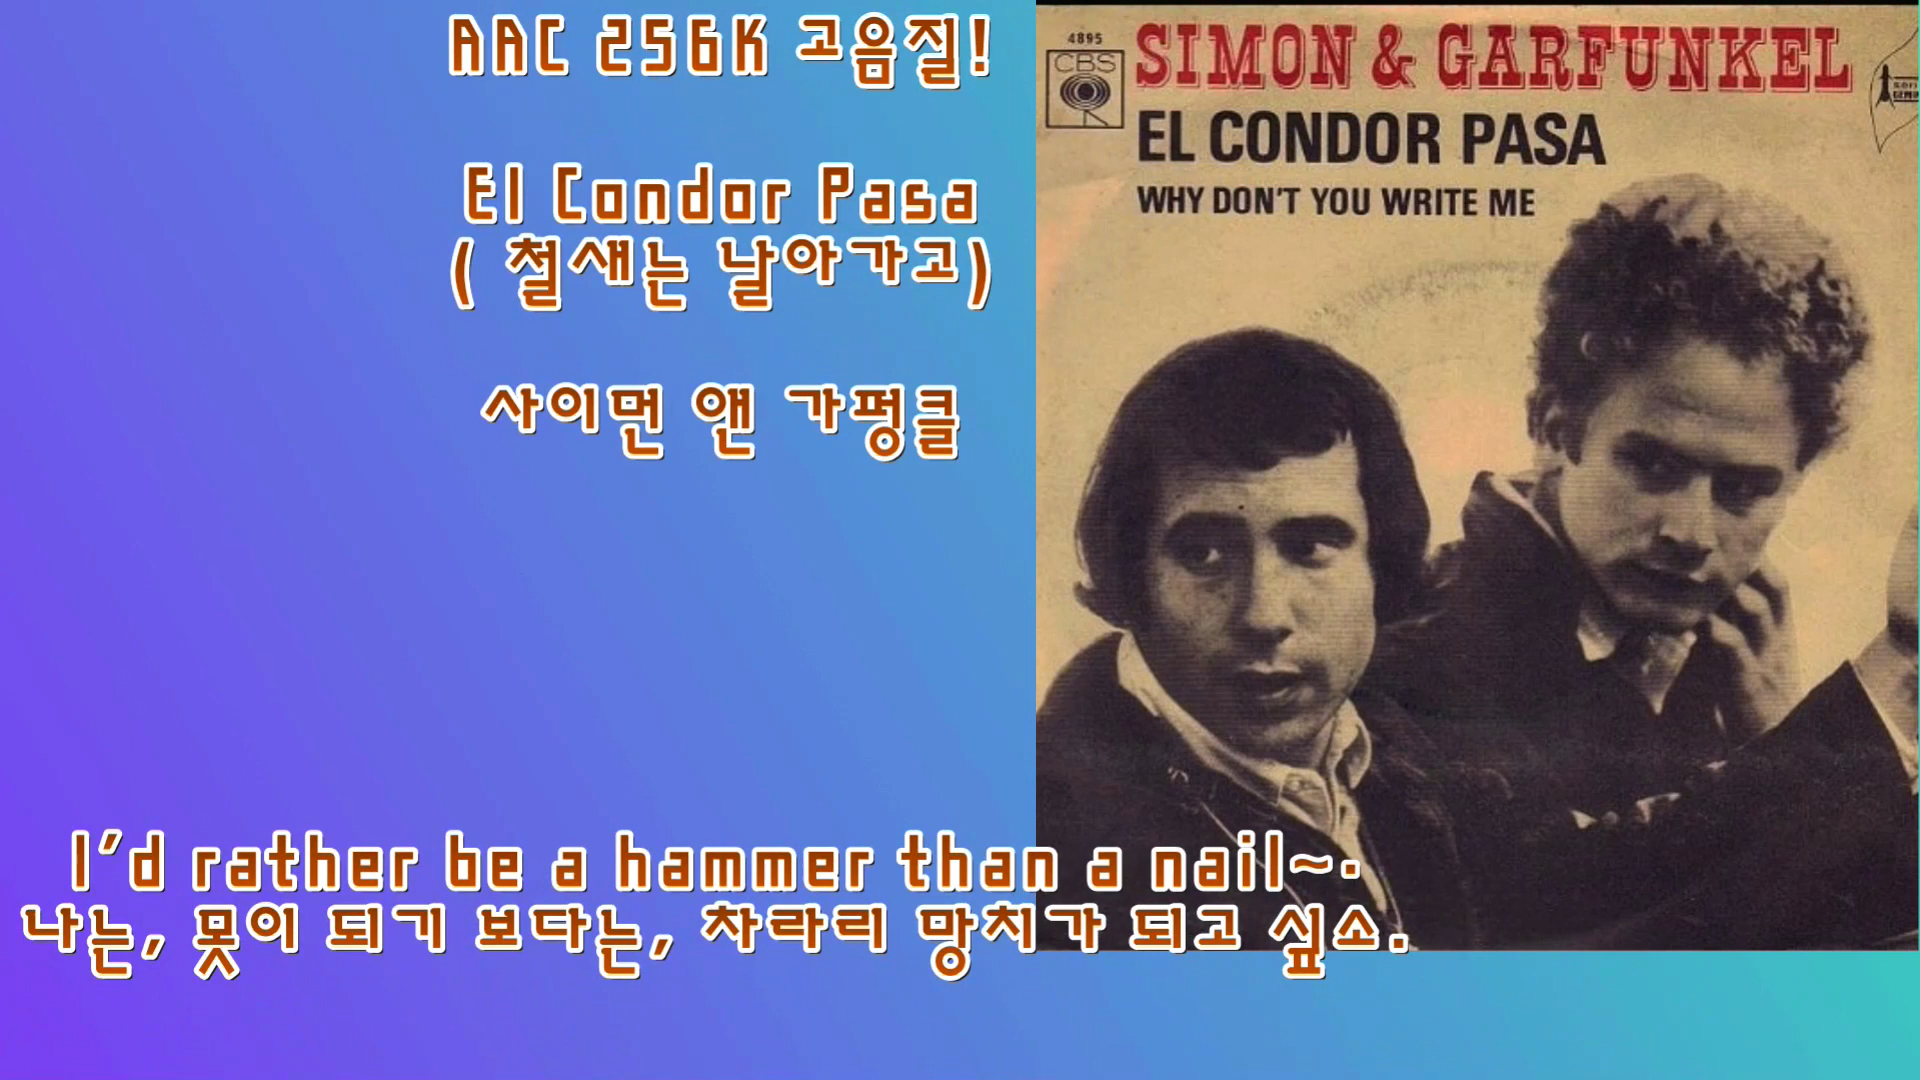 AAC 256K 고음질!
El Condor Pasa
( 철새는 날아가고)
사이먼 앤 가펑클
4895
CBS
SIMON & GARFUNKEL
EL CONDOR PASA
WHY DON'T YOU WRITE ME
I'd rather be a hammer than a nail~.
나는, 못이 되기 보다는, 차라리 망치가 되고 싶소.